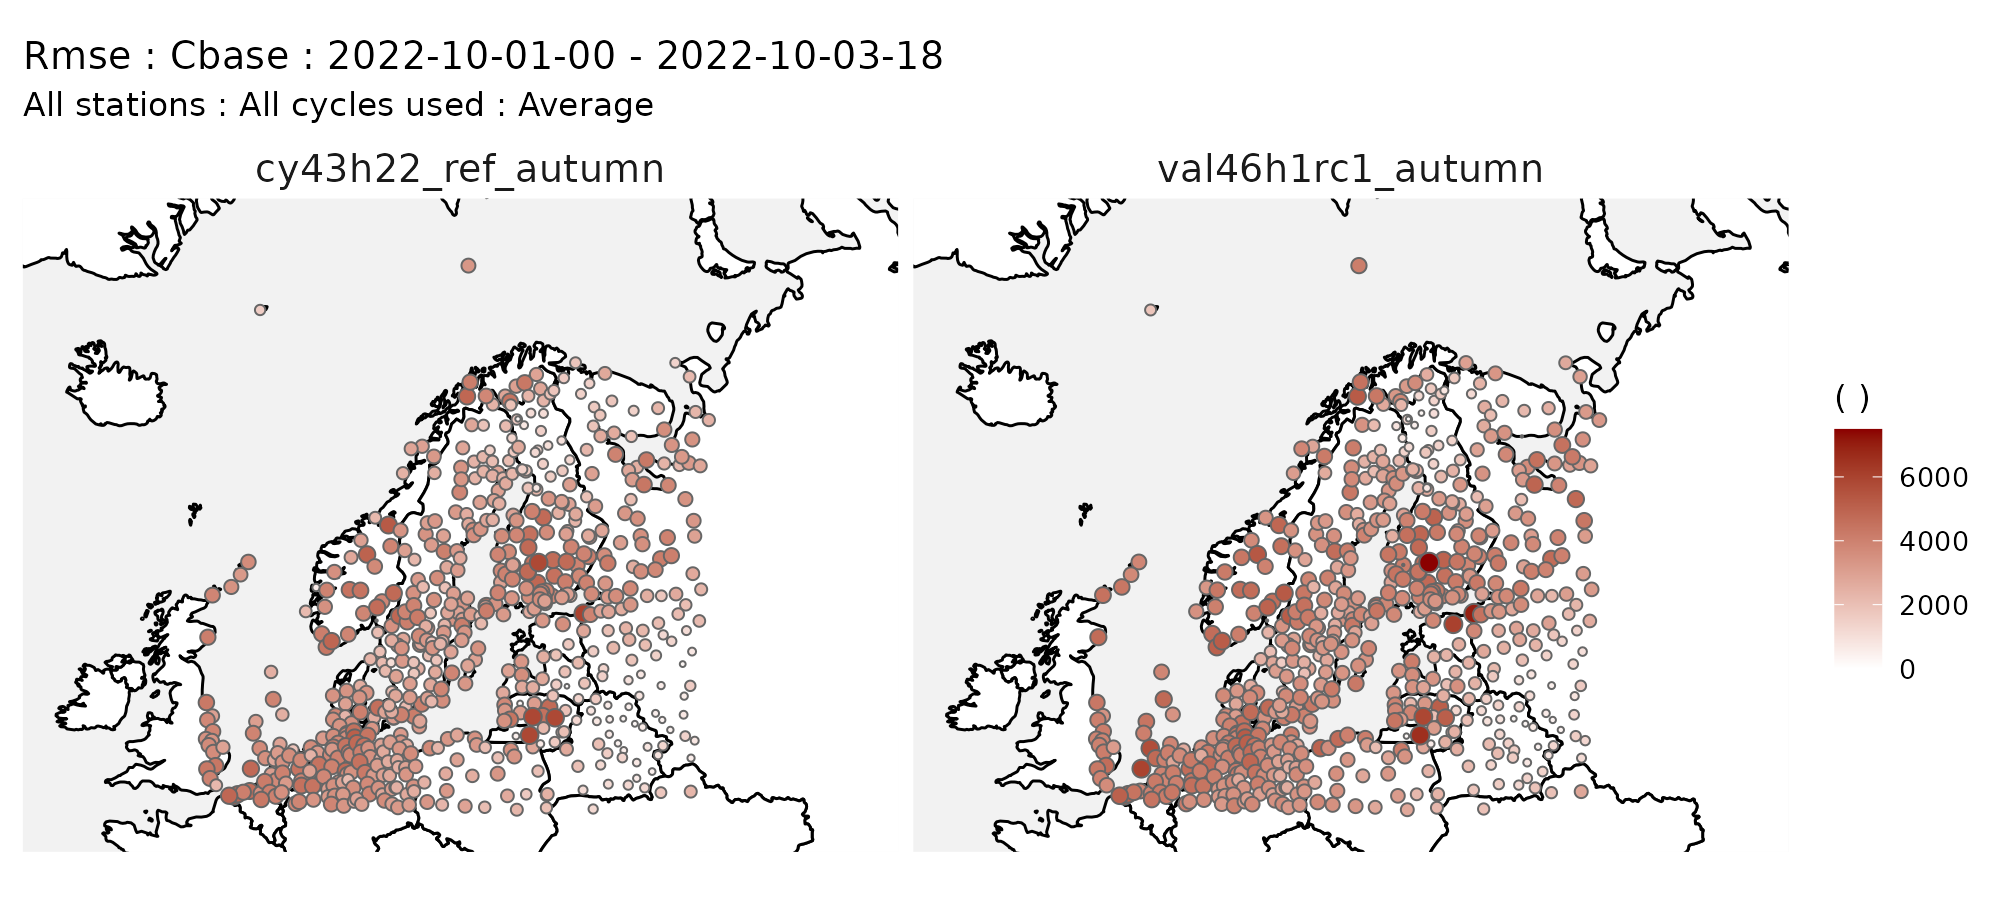 Rmse : Cbase : 2022-10-01-00 - 2022-10-03-18
All stations : All cycles used : Average
cy43h22_ref_autumn
val46h1rc1_autumn
( )
6000
4000
2000
0